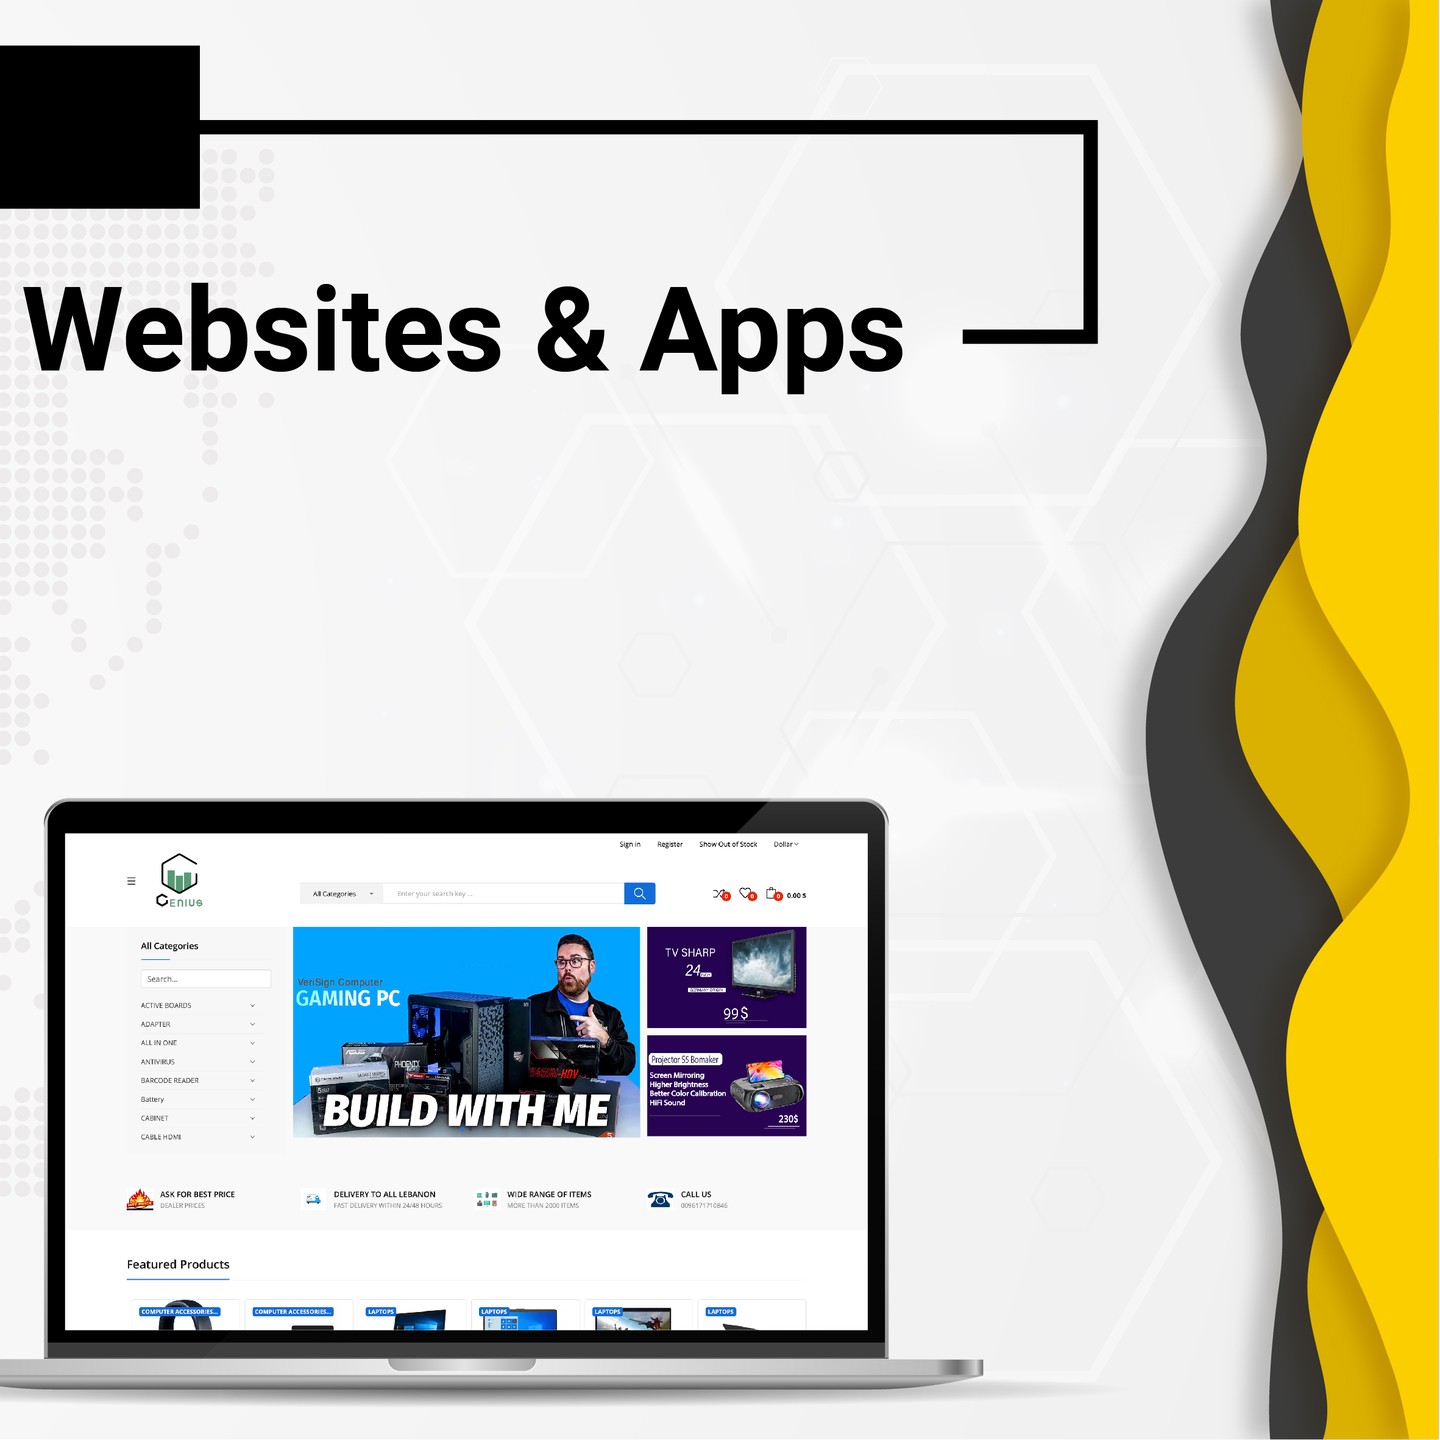 Websites & Apps
Sign in Register Show Out of Stock Dollar
GENIUS
All Categories
Enter your search key ...
0 0 0 0.00 $
All Categories
Search...
ACTIVE BOARDS
ADAPTER
ALL IN ONE
ANTIVIRUS
BARCODE READER
Battery
CABINET
CABLE HDMI
VeriSign Computer
GAMING PC
BUILD WITH ME
TV SHARP
24
99$
Projector S5 Bomaker
Screen Mirroring
Higher Brightness
Better Color Calibration
HiFi Sound
230$
ASK FOR BEST PRICE
DEALER PRICES
DELIVERY TO ALL LEBANON
FAST DELIVERY WITHIN 24/48 HOURS
WIDE RANGE OF ITEMS
MORE THAN 2000 ITEMS
CALL US
0096171710846
Featured Products
COMPUTER ACCESSORIES...
COMPUTER ACCESSORIES...
LAPTOPS
LAPTOPS
LAPTOPS
LAPTOPS